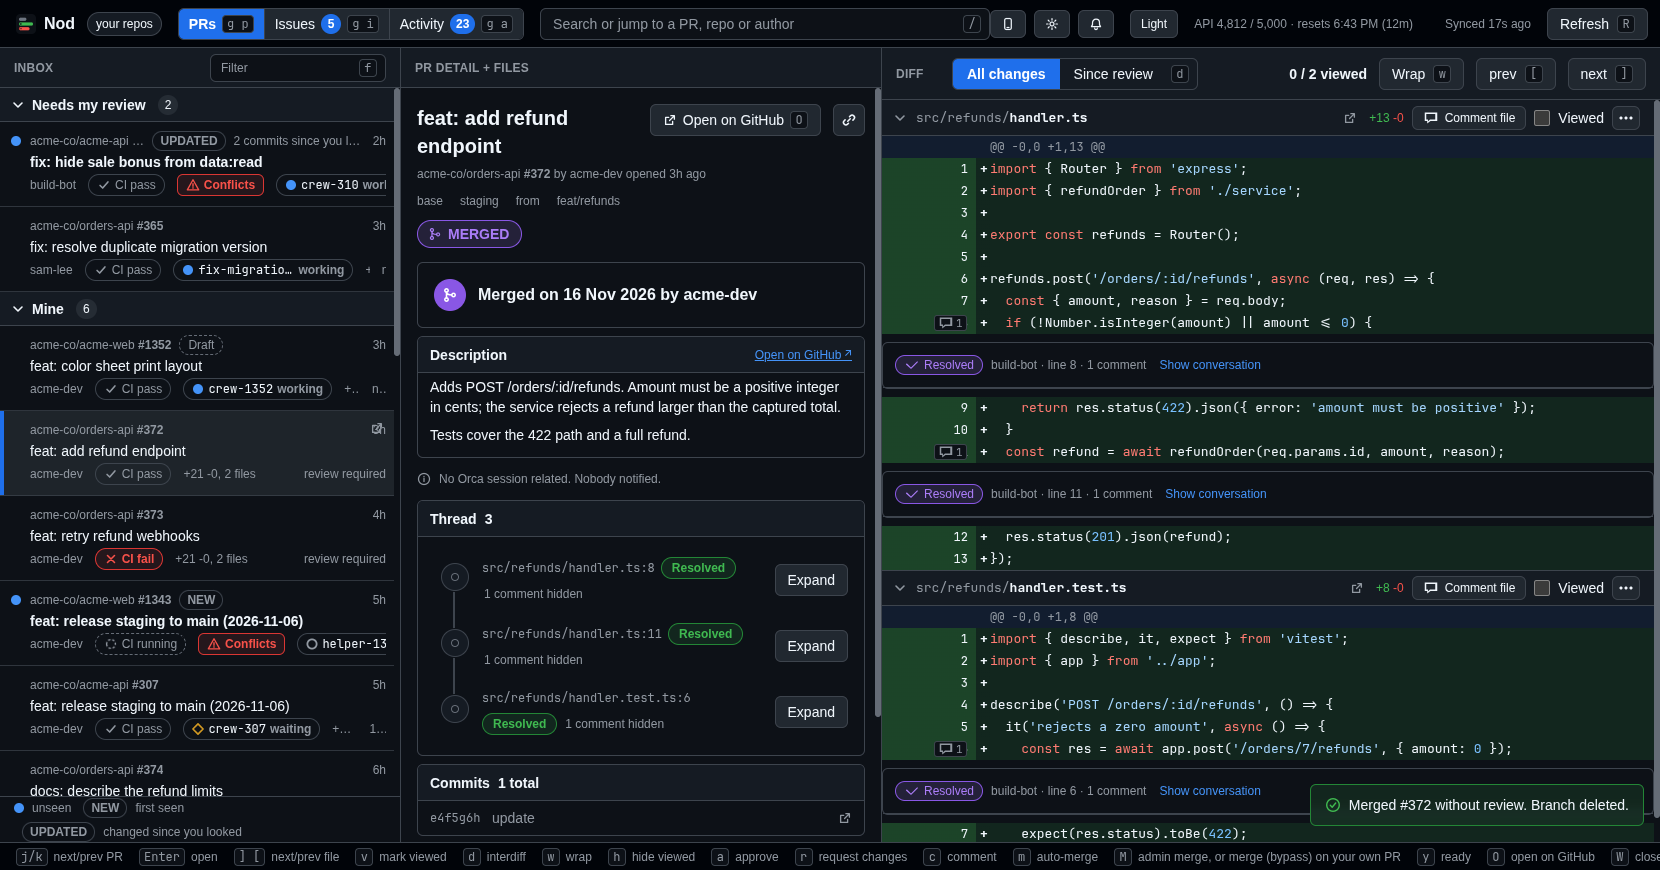 Nod your repos PRs g p Issues 5 g i Activity 23 g a Search or jump to a PR, repo or author / Light API 4,812 / 5,000 · resets 6:43 PM (12m) Synced 17s ago Refresh R
INBOX Filter f
Needs my review 2
acme-co/acme-api ... UPDATED 2 commits since you l... 2h
fix: hide sale bonus from data:read
build-bot CI pass Conflicts crew-310 worl
acme-co/orders-api #365 3h
fix: resolve duplicate migration version
sam-lee CI pass fix-migratio... working +
Mine 6
acme-co/acme-web #1352 Draft 3h
feat: color sheet print layout
acme-dev CI pass crew-1352 working +... n...
acme-co/orders-api #372
feat: add refund endpoint
acme-dev CI pass +21 -0, 2 files review required
acme-co/orders-api #373 4h
feat: retry refund webhooks
acme-dev CI fail +21 -0, 2 files review required
acme-co/acme-web #1343 NEW 5h
feat: release staging to main (2026-11-06)
acme-dev CI running Conflicts helper-13
acme-co/acme-api #307 5h
feat: release staging to main (2026-11-06)
acme-dev CI pass crew-307 waiting +... 1...
acme-co/orders-api #374 6h
docs: describe the refund limits
unseen NEW first seen
UPDATED changed since you looked
PR DETAIL + FILES
feat: add refund endpoint
Open on GitHub O
acme-co/orders-api #372 by acme-dev opened 3h ago
base staging from feat/refunds
MERGED
Merged on 16 Nov 2026 by acme-dev
Description Open on GitHub↗
Adds POST /orders/:id/refunds. Amount must be a positive integer
in cents; the service rejects a refund larger than the captured total.
Tests cover the 422 path and a full refund.
No Orca session related. Nobody notified.
Thread 3
src/refunds/handler.ts:8 Resolved
1 comment hidden
Expand
src/refunds/handler.ts:11 Resolved
1 comment hidden
Expand
src/refunds/handler.test.ts:6
Resolved 1 comment hidden
Expand
Commits 1 total
e4f5g6h update
DIFF All changes Since review d 0 / 2 viewed Wrap w prev [ next ]
src/refunds/handler.ts +13 -0 Comment file Viewed
@@ -0,0 +1,13 @@
1 +import { Router } from 'express';
2 +import { refundOrder } from './service';
3 +
4 +export const refunds = Router();
5 +
6 +refunds.post('/orders/:id/refunds', async (req, res) => {
7 + const { amount, reason } = req.body;
1 + if (!Number.isInteger(amount) || amount <= 0) {
Resolved build-bot · line 8 · 1 comment Show conversation
9 + return res.status(422).json({ error: 'amount must be positive' });
10 + }
1 + const refund = await refundOrder(req.params.id, amount, reason);
Resolved build-bot · line 11 · 1 comment Show conversation
12 + res.status(201).json(refund);
13 +});
src/refunds/handler.test.ts +8 -0 Comment file Viewed
@@ -0,0 +1,8 @@
1 +import { describe, it, expect } from 'vitest';
2 +import { app } from '../app';
3 +
4 +describe('POST /orders/:id/refunds', () => {
5 + it('rejects a zero amount', async () => {
1 + const res = await app.post('/orders/7/refunds', { amount: 0 });
Resolved build-bot · line 6 · 1 comment Show conversation
Merged #372 without review. Branch deleted.
7 + expect(res.status).toBe(422);
j/k next/prev PR Enter open ] [ next/prev file v mark viewed d interdiff w wrap h hide viewed a approve r request changes c comment m auto-merge M admin merge, or merge (bypass) on your own PR y ready O open on GitHub W close